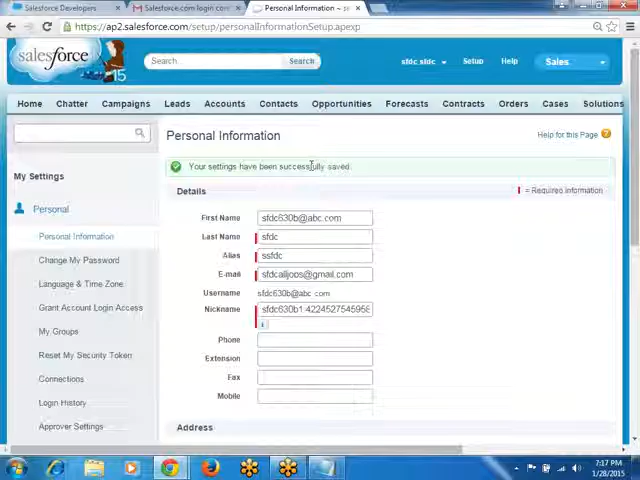 Salesforce Developers
Salesforce.com login con
Personal Information ~
https://ap2.salesforce.com/setup/personalInformationSetup.apexp
salesforce
'15
Search...
Search
sfdc sfdc
Setup
Help
Sales
Home Chatter Campaigns Leads Accounts Contacts Opportunities Forecasts Contracts Orders Cases Solutions
Personal Information
Help for this Page
Your settings have been successfully saved.
My Settings
Details
= Required Information
Personal
Personal Information
Change My Password
Language & Time Zone
Grant Account Login Access
My Groups
Reset My Security Token
Connections
Login History
Approver Settings
First Name sfdc630b@abc.com
Last Name sfdc
Alias ssfdc
E-mail sfdcalljops@gmail.com
Username sfdc630b@abc.com
Nickname
i
Phone
Extension
Fax
Mobile
Address
7:17 PM
1/28/2015